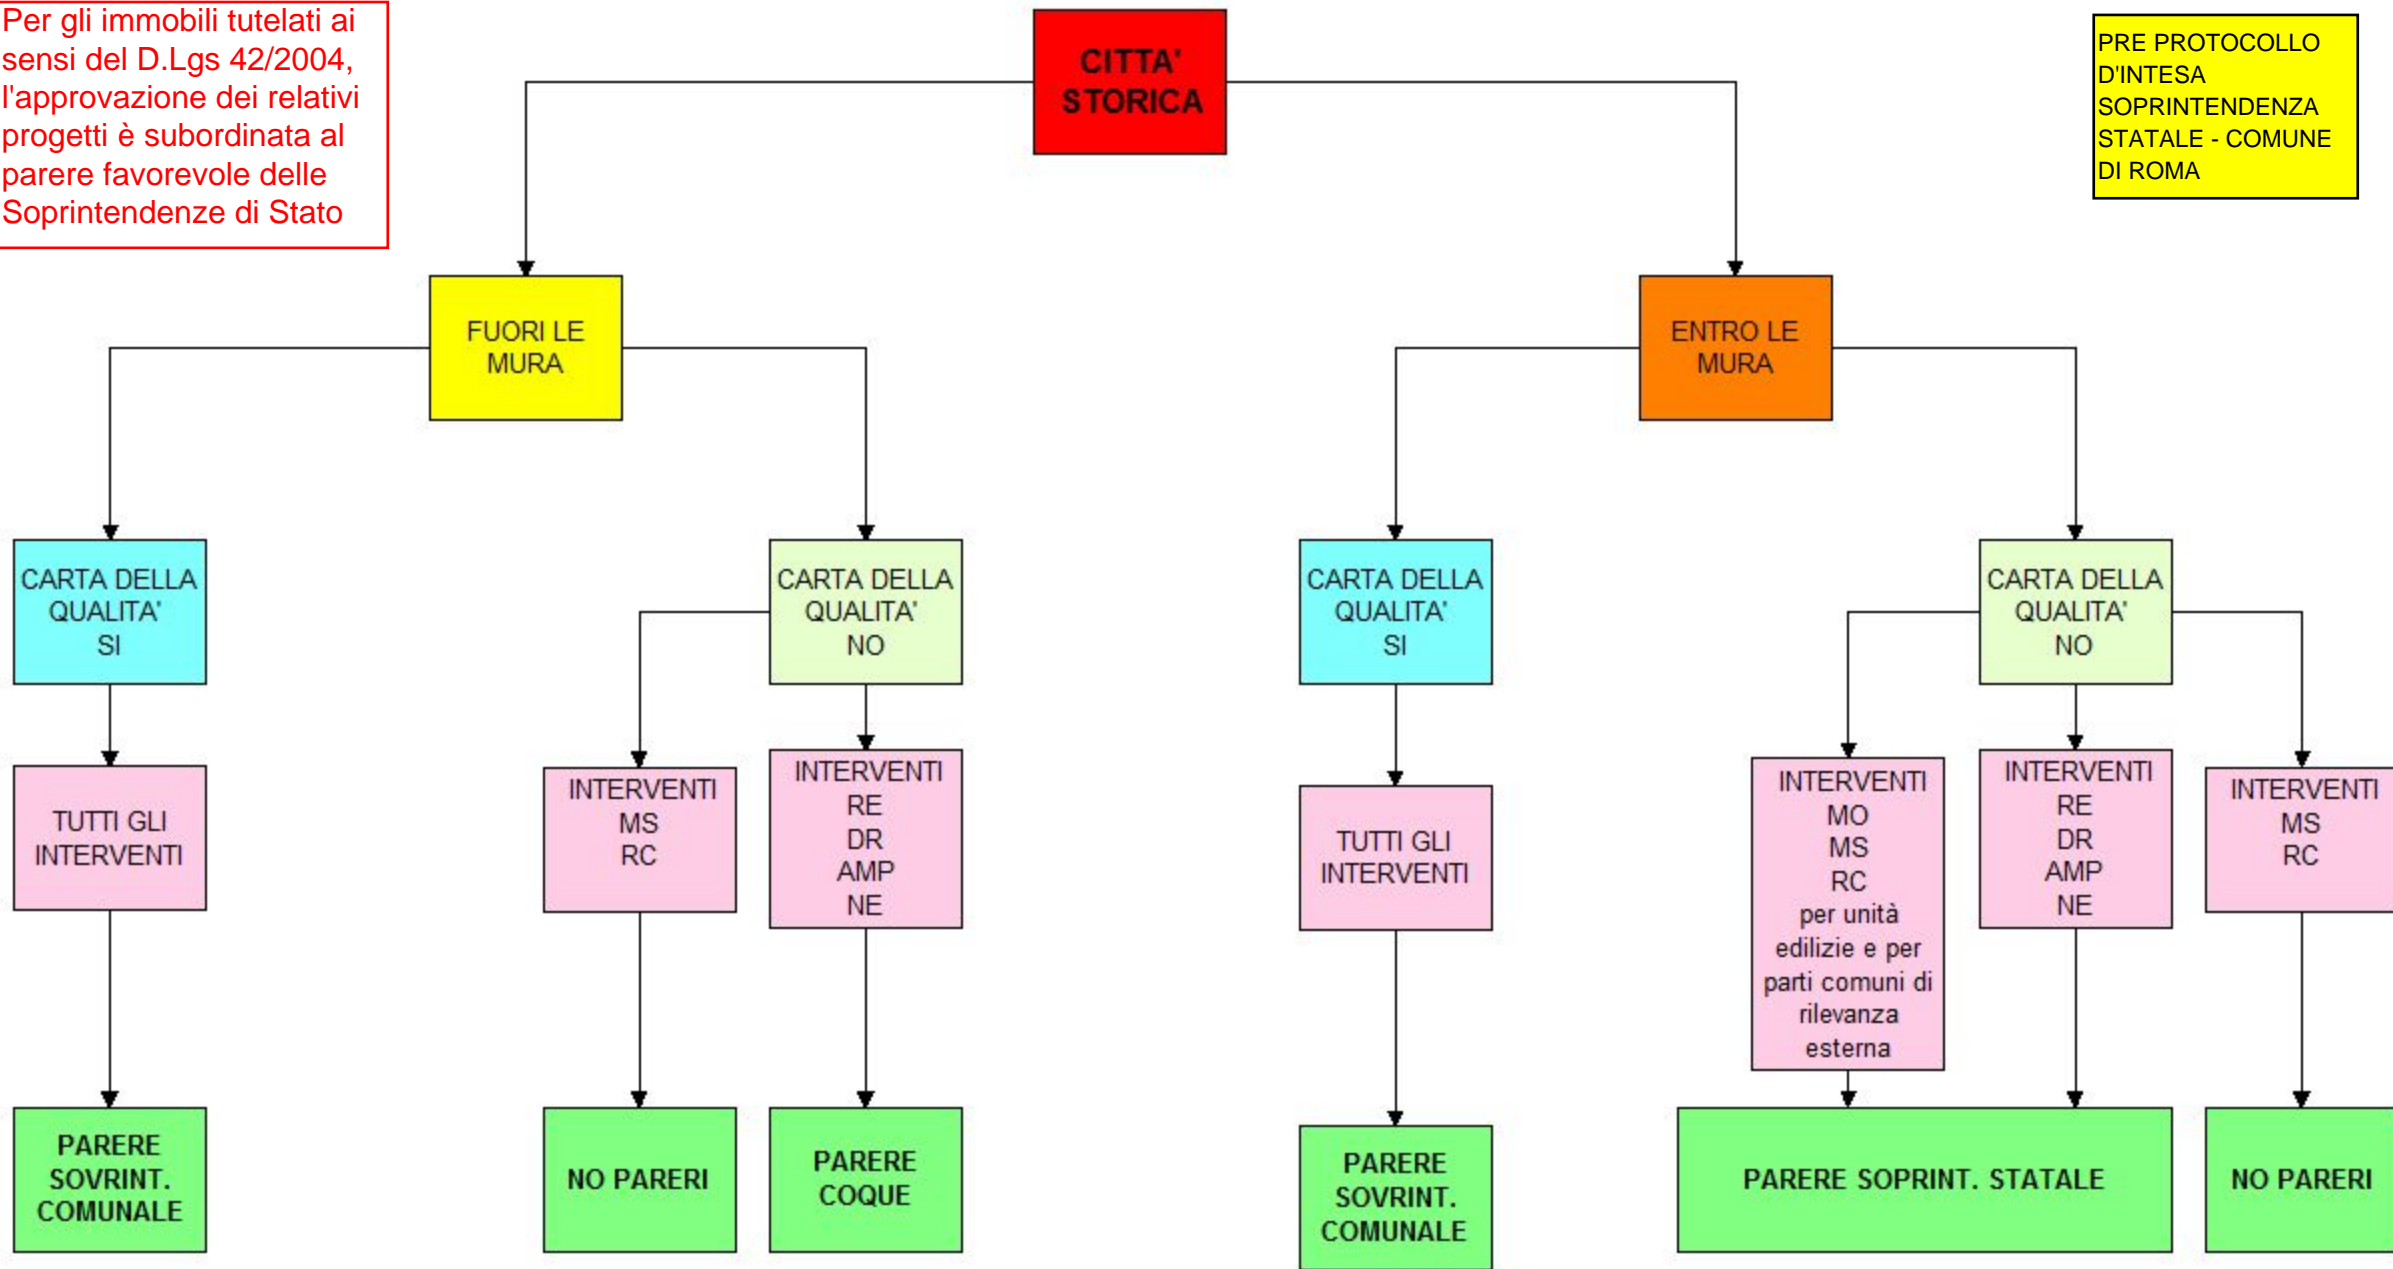 Per gli immobili tutelati ai
sensi del D.Lgs 42/2004,
l'approvazione dei relativi
progetti è subordinata al
parere favorevole delle
Soprintendenze di Stato
CITTA'
STORICA
PRE PROTOCOLLO
D'INTESA
SOPRINTENDENZA
STATALE - COMUNE
DI ROMA
FUORI LE
MURA
ENTRO LE
MURA
CARTA DELLA
QUALITA'
SI
CARTA DELLA
QUALITA'
NO
CARTA DELLA
QUALITA'
SI
CARTA DELLA
QUALITA'
NO
TUTTI GLI
INTERVENTI
INTERVENTI
MS
RC
INTERVENTI
RE
DR
AMP
NE
TUTTI GLI
INTERVENTI
INTERVENTI
MO
MS
RC
per unità
edilizie e per
parti comuni di
rilevanza
esterna
INTERVENTI
RE
DR
AMP
NE
INTERVENTI
MS
RC
PARERE
SOVRINT.
COMUNALE
NO PARERI
PARERE
COQUE
PARERE
SOVRINT.
COMUNALE
PARERE SOPRINT. STATALE
NO PARERI